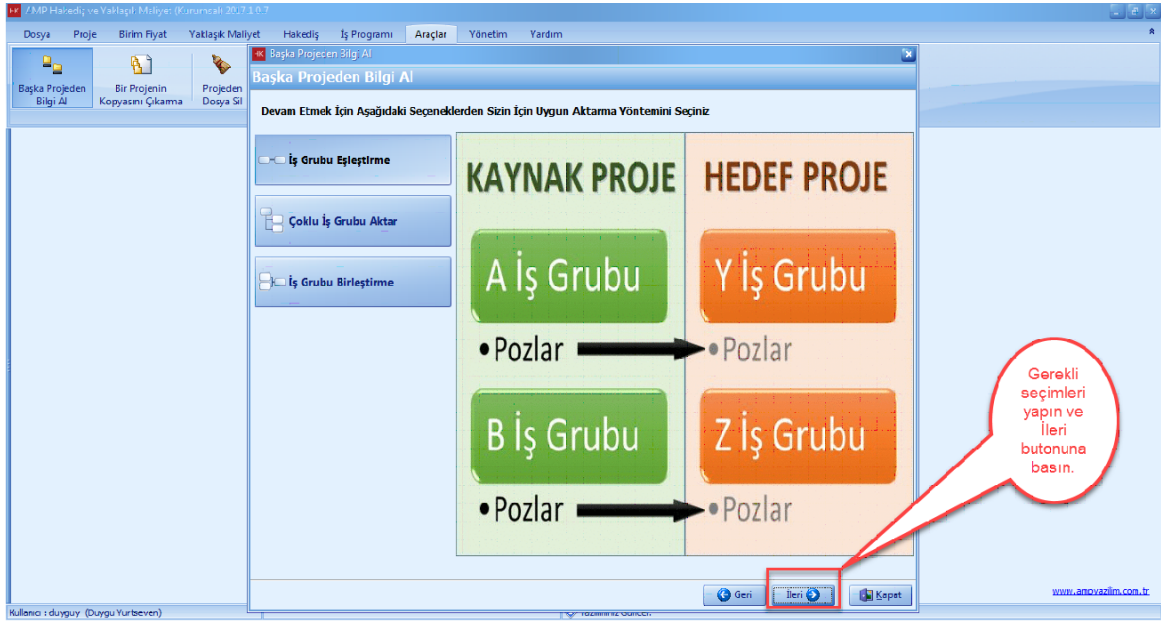 AMP Hakediş ve Yaklaşık Maliyet (Kurumsal) 2017.1.0.7
Dosya Proje Birim Fiyat Yaklaşık Maliyet Hakediş İş Programı Araçlar Yönetim Yardım
Başka Projeden
Bilgi Al
Bir Projenin
Kopyasını Çıkarma
Projeden
Dosya Sil
Başka Projeden Bilgi Al
Başka Projeden Bilgi Al
Devam Etmek İçin Aşağıdaki Seçeneklerden Sizin İçin Uygun Aktarma Yöntemini Seçiniz
İş Grubu Eşleştirme
Çoklu İş Grubu Aktar
İş Grubu Birleştirme
KAYNAK PROJE HEDEF PROJE
A İş Grubu Y İş Grubu
•Pozlar •Pozlar
B İş Grubu Z İş Grubu
•Pozlar •Pozlar
Gerekli
seçimleri
yapın ve
İleri
butonuna
basın.
Geri İleri Kapat
www.ampyazilim.com.tr
Kullanıcı : duyguy (Duygu Yurtseven)
Yazılımınız Güncel.